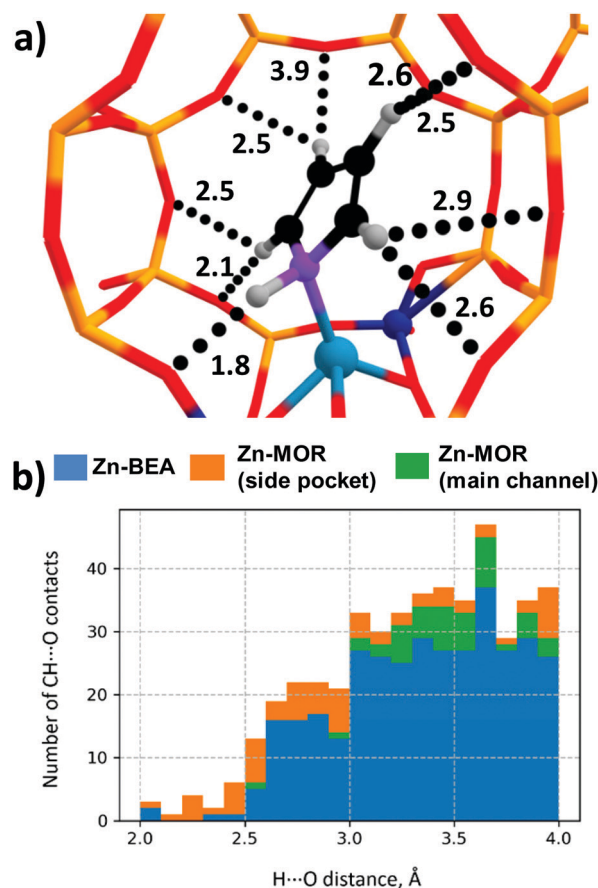 a)
3.9
2.6
2.5
2.5
2.5
2.9
2.1
2.6
1.8
b)
Zn-BEA
Zn-MOR
(side pocket)
Zn-MOR
(main channel)
Number of CH···O contacts
40
30
20
10
0
2.0 2.5 3.0 3.5 4.0
H···O distance, Å